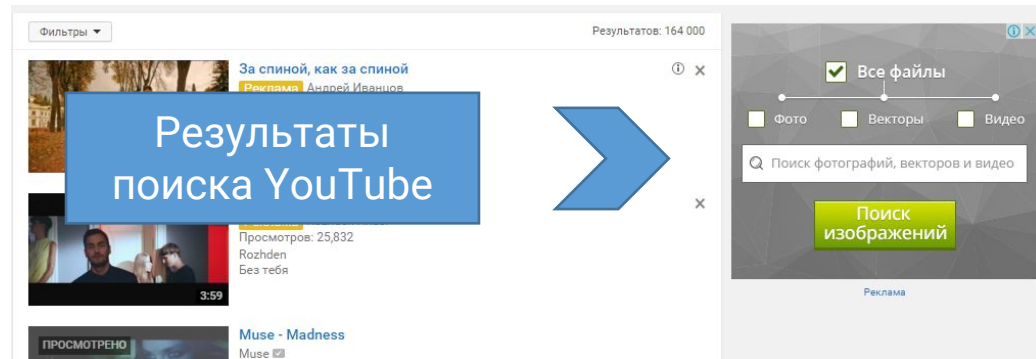 Фильтры
Результатов: 164 000
За спиной, как за спиной
Реклама Андрей Иванцов
Результаты
поиска YouTube
Просмотров: 25,832
Rozhden
Без тебя
3:59
ПРОСМОТРЕНО
Muse - Madness
Muse
Все файлы
Фото
Векторы
Видео
Поиск фотографий, векторов и видео
Поиск
изображений
Реклама